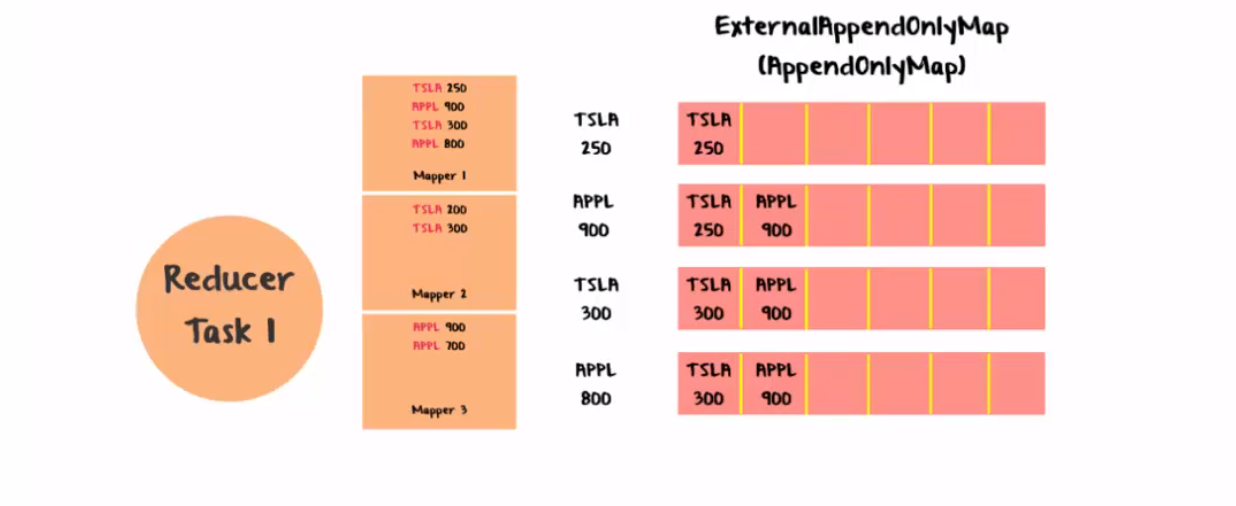 ExternalAppendOnlyMap
(AppendOnlyMap)
Reducer
Task 1
TSLA 250
APPL 900
TSLA 300
APPL 800
Mapper 1
TSLA 200
TSLA 300
Mapper 2
APPL 900
APPL 700
Mapper 3
TSLA
250
TSLA
250
APPL
900
TSLA APPL
250 900
TSLA
300
TSLA APPL
300 900
APPL
800
TSLA APPL
300 900